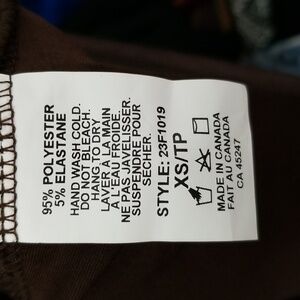 95% POLYESTER
5% ELASTANE
HAND WASH COLD.
DO NOT BLEACH.
HANG TO DRY
LAVER A LA MAIN
A L'EAU FROIDE.
NE PAS JAVELISSER.
SUSPENDRE POUR
SECHER.
STYLE: 23F1019
XS/TP
MADE IN CANADA
FAIT AU CANADA
CA 45247